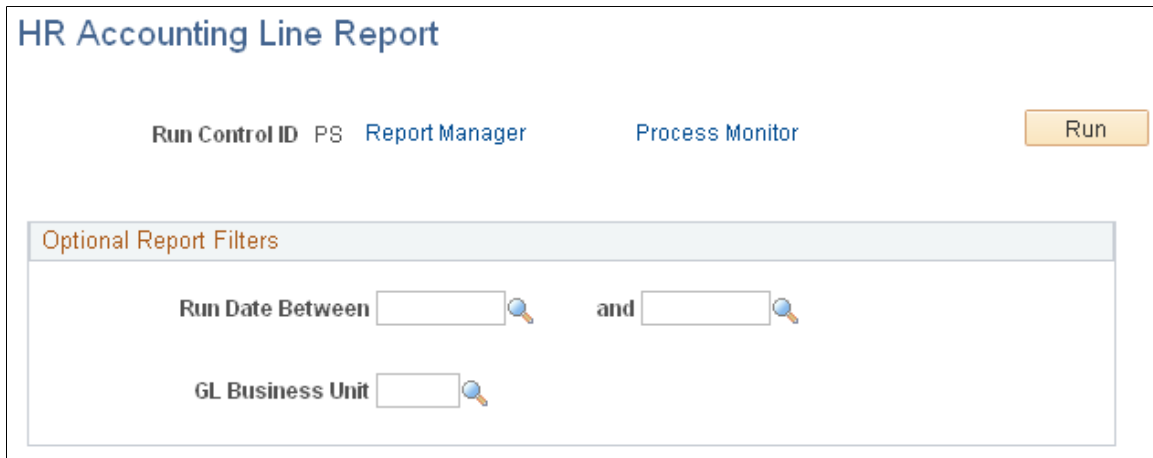 HR Accounting Line Report
Run Control ID PS Report Manager Process Monitor Run
Optional Report Filters
Run Date Between and
GL Business Unit